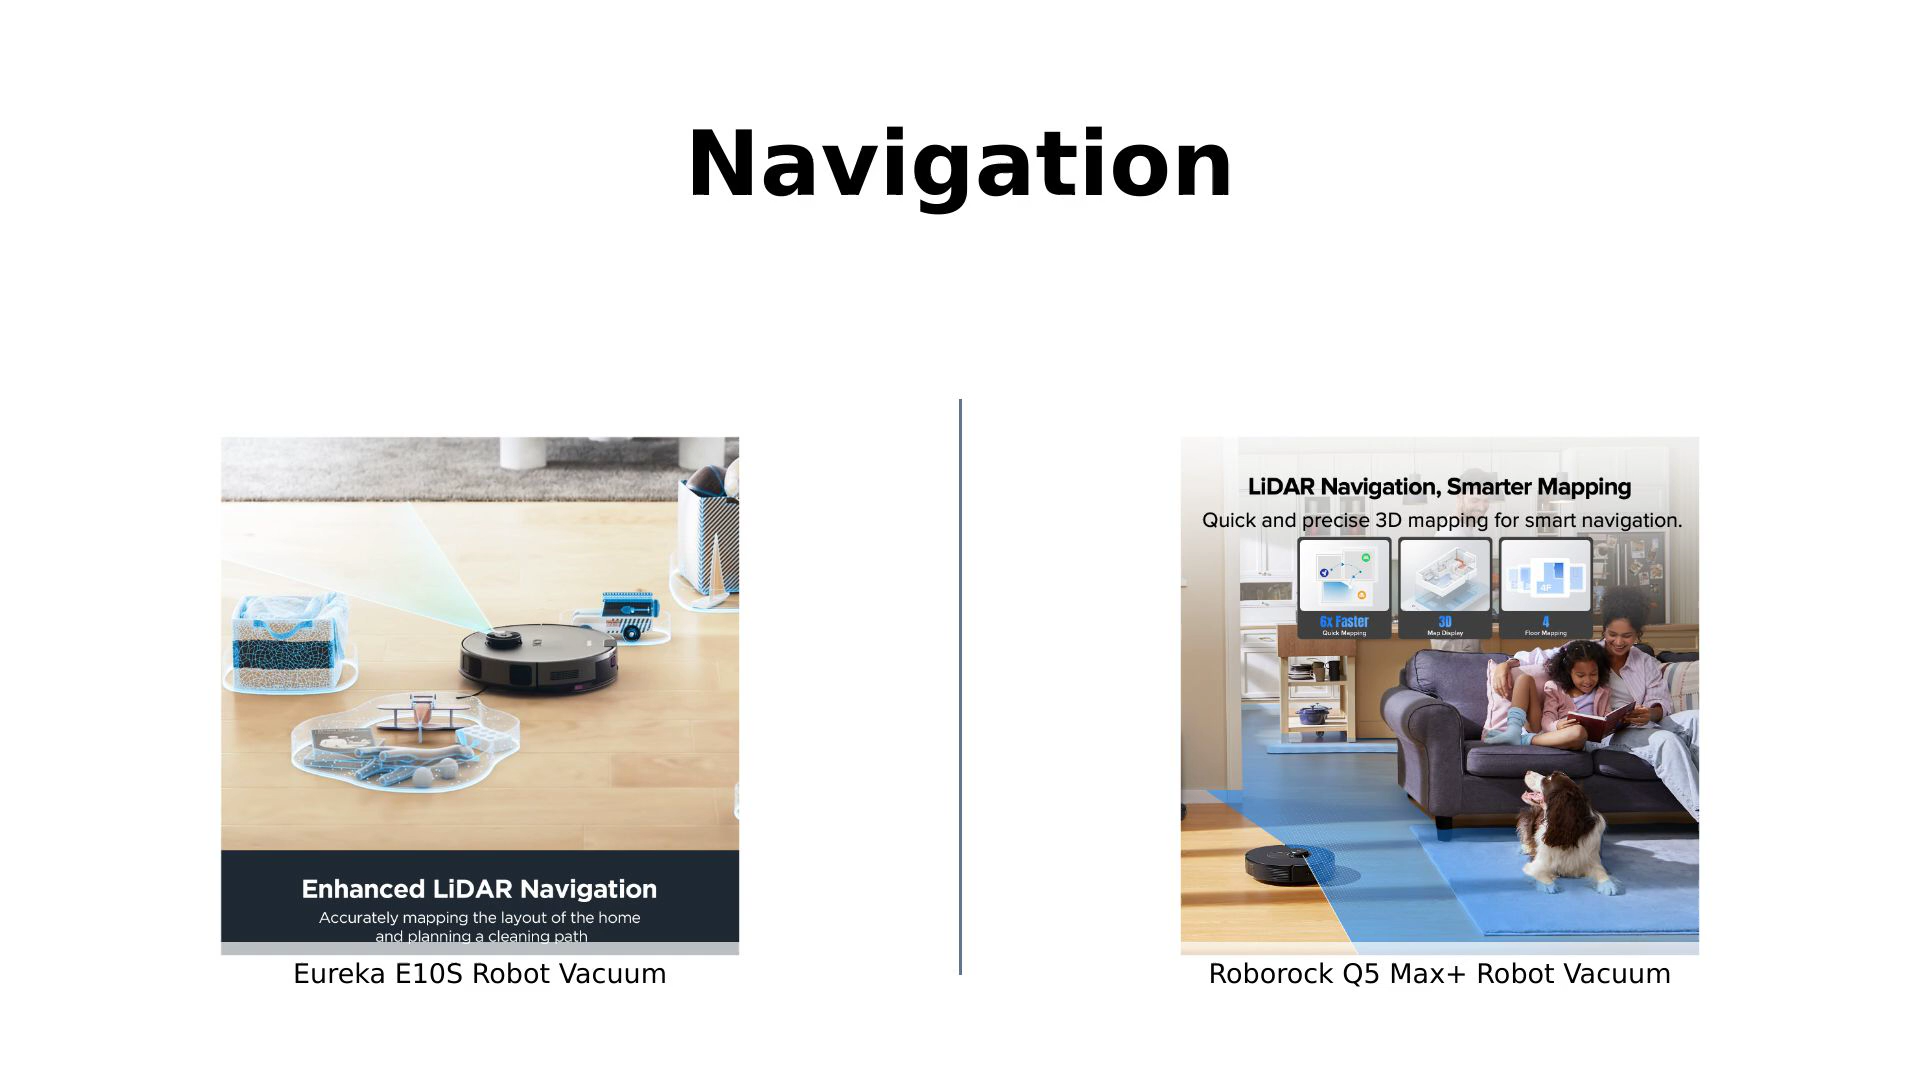 Navigation
Enhanced LiDAR Navigation
Accurately mapping the layout of the home
and planning a cleaning path
Eureka E10S Robot Vacuum
LiDAR Navigation, Smarter Mapping
Quick and precise 3D mapping for smart navigation.
6x Faster
Quick Mapping
3D
Map Display
4F
4
Floor Mapping
Roborock Q5 Max+ Robot Vacuum